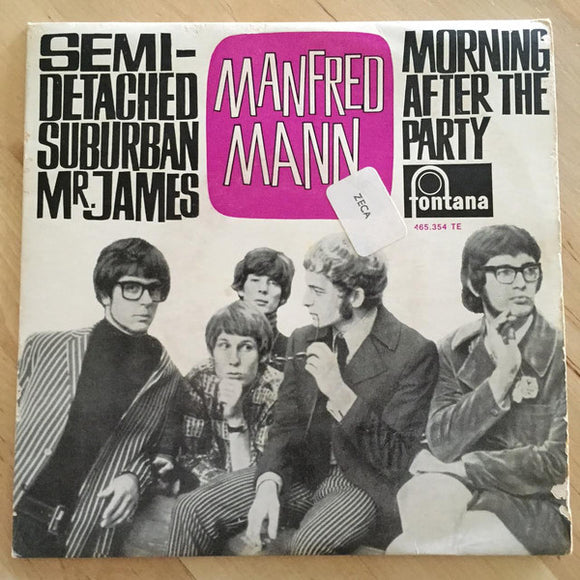 SEMI-
DETACHED
SUBURBAN
MR. JAMES
MANFRED
MANN
MORNING
AFTER THE
PARTY
fontana
465.354 TE
ZECA